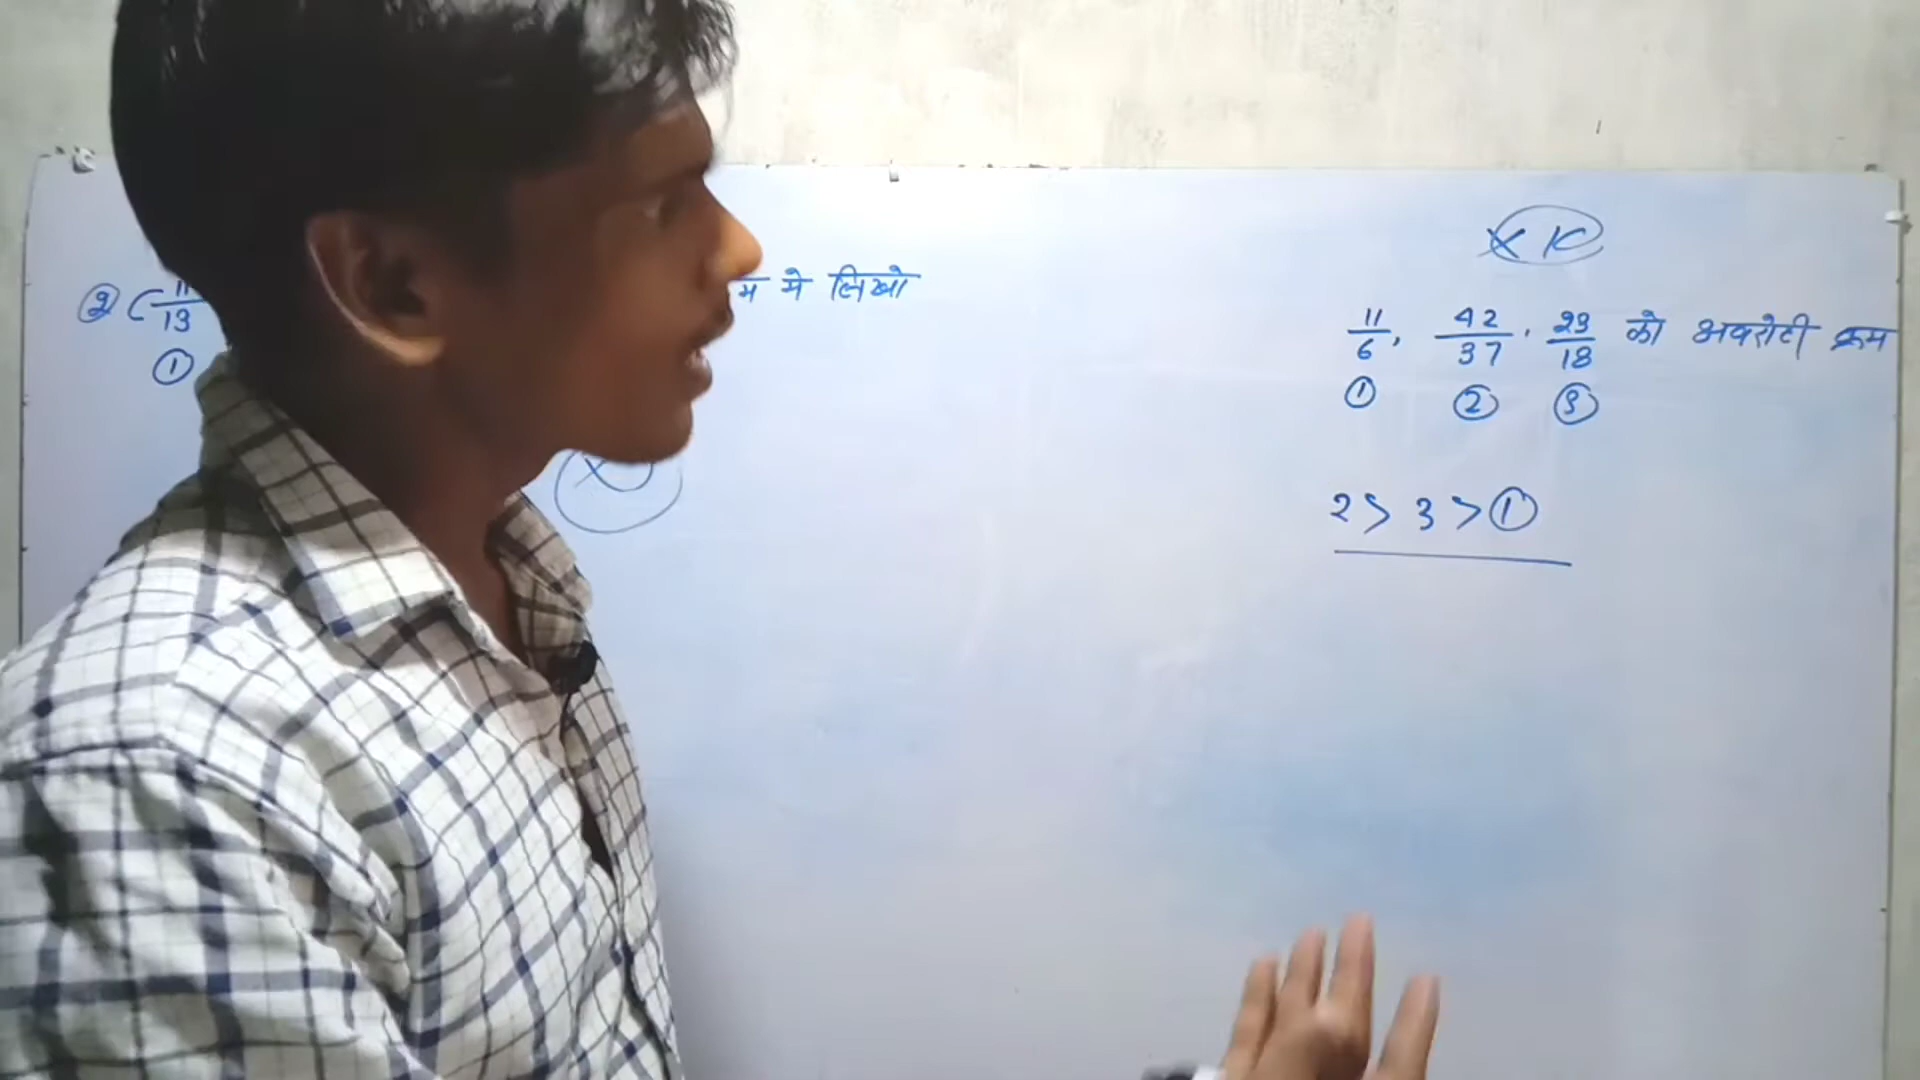 ② ( 11/13 म मे लिखो
①
11/6, 42/37, 23/18 को अवरोही क्रम
① ② ③
2 > 3 > ①